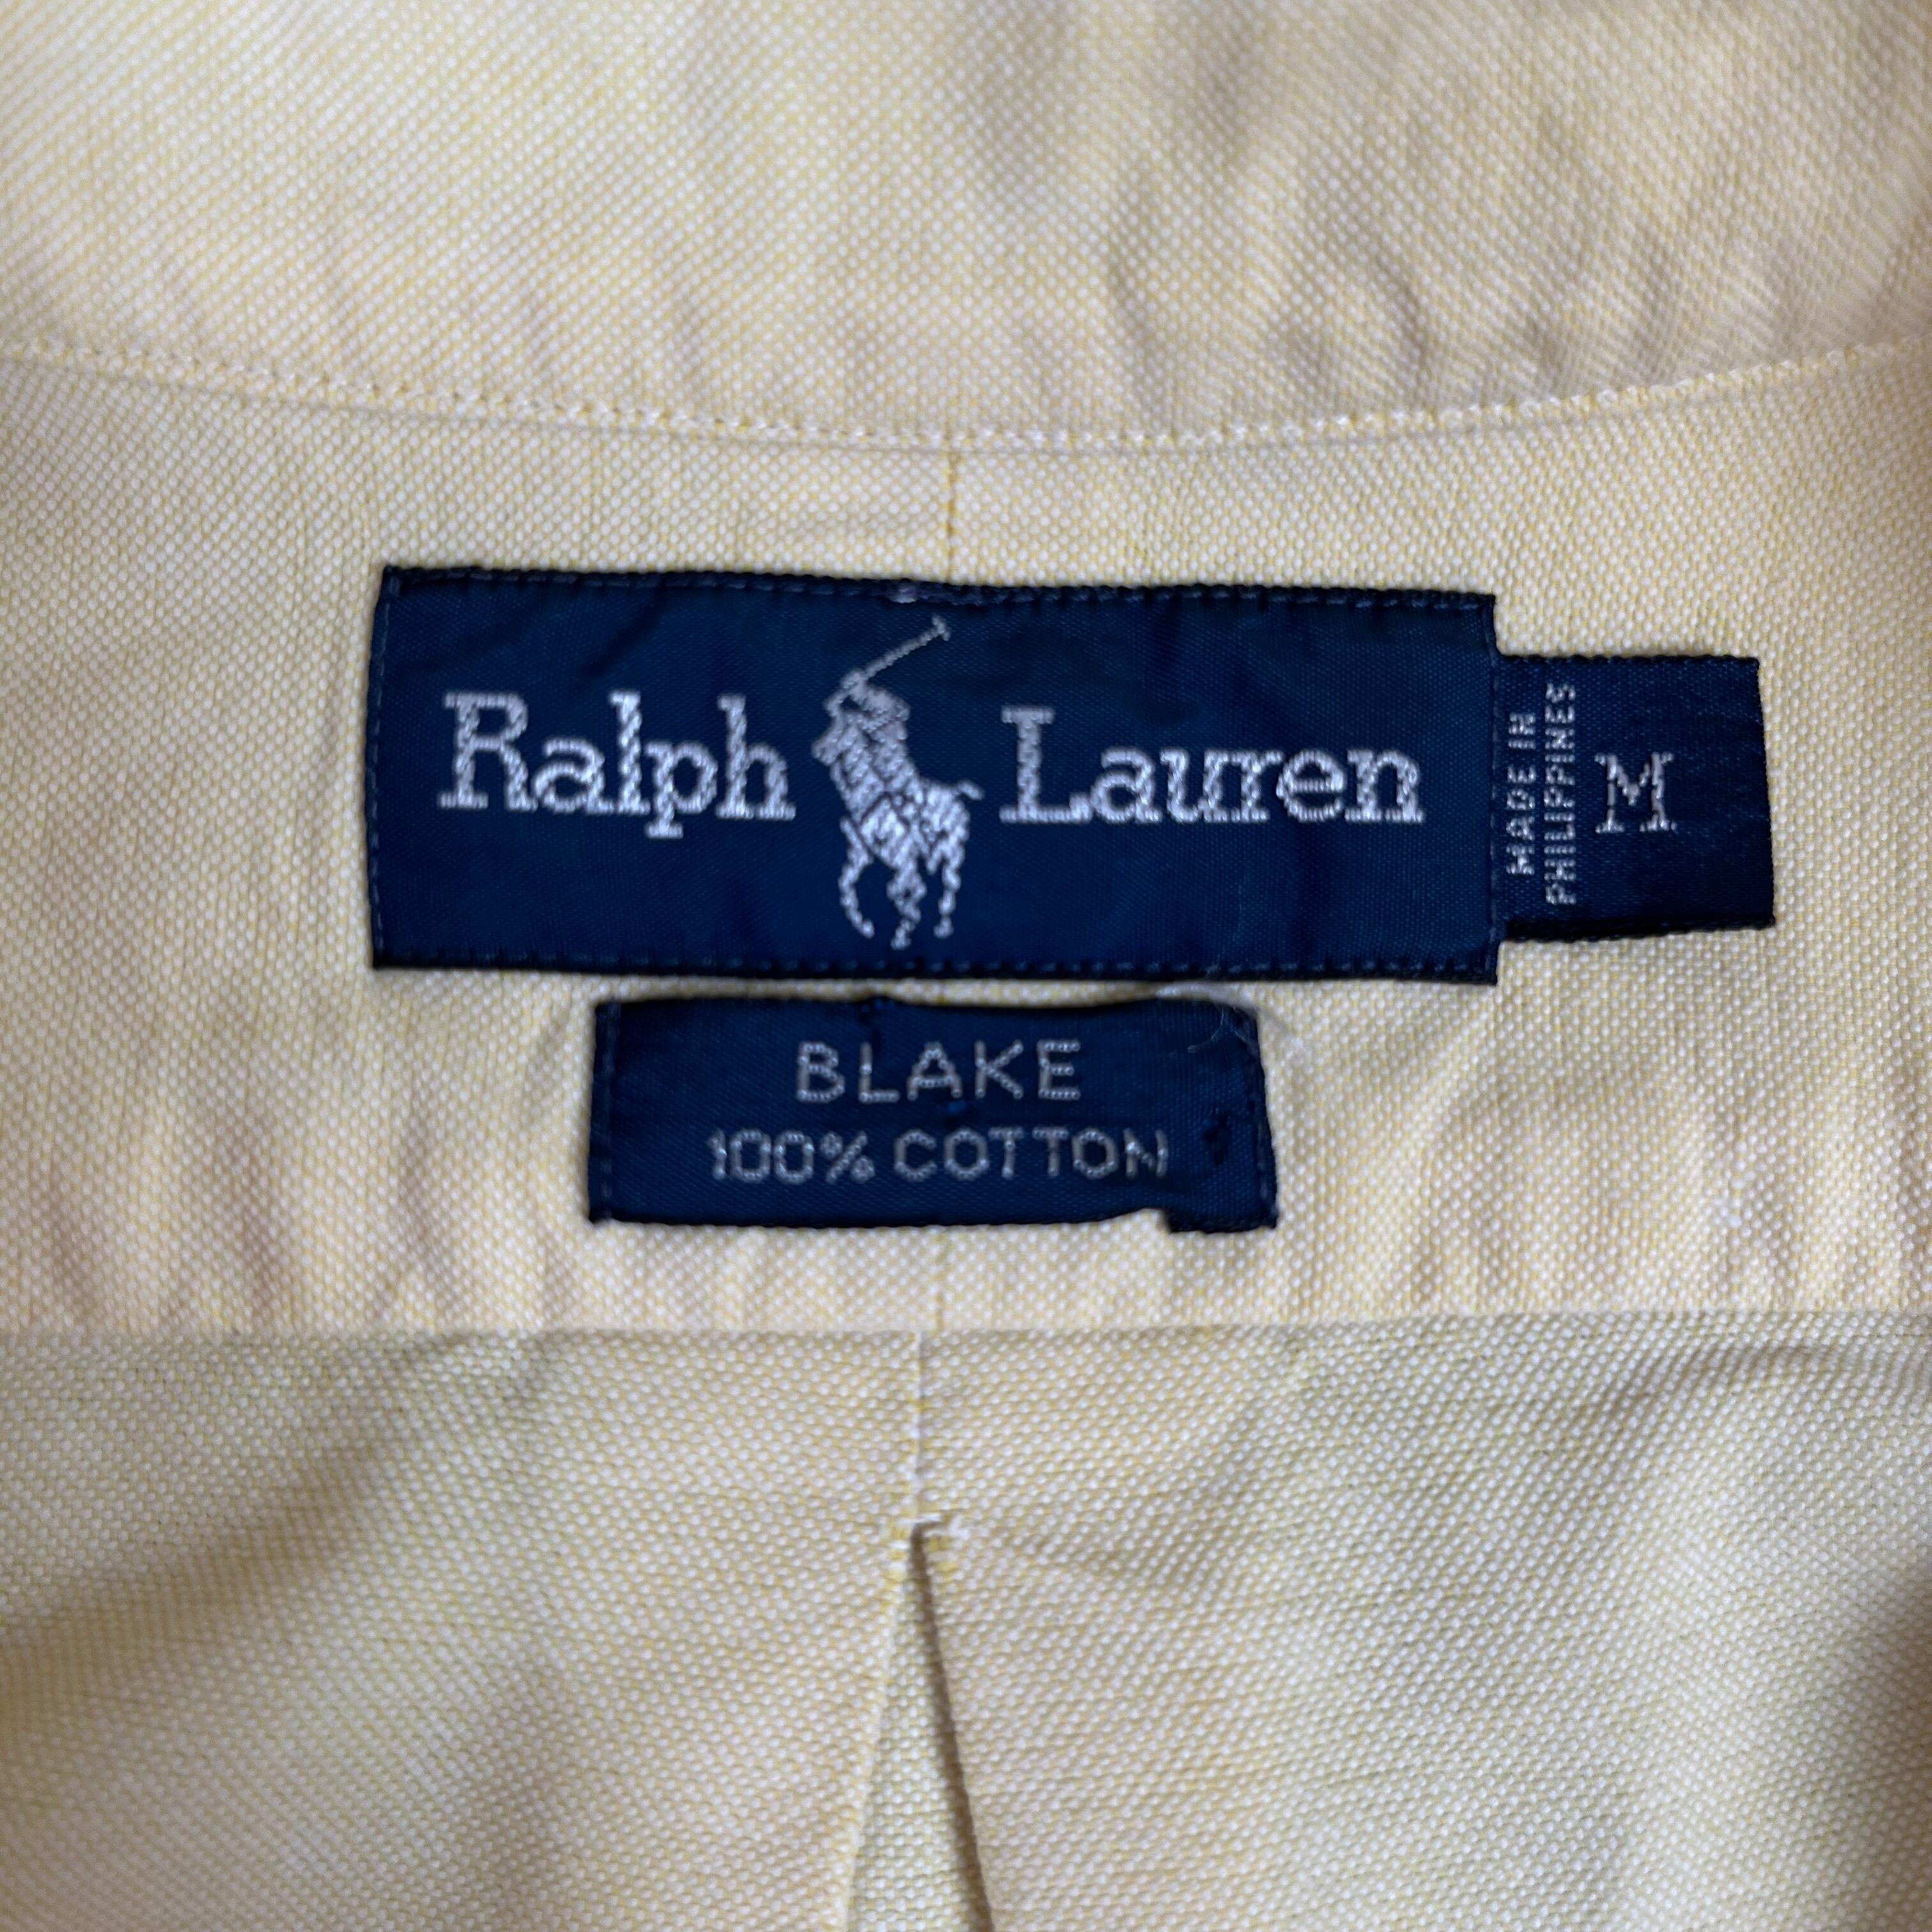 Ralph Lauren
MADE IN
PHILIPPINES
M
BLAKE
100% COTTON